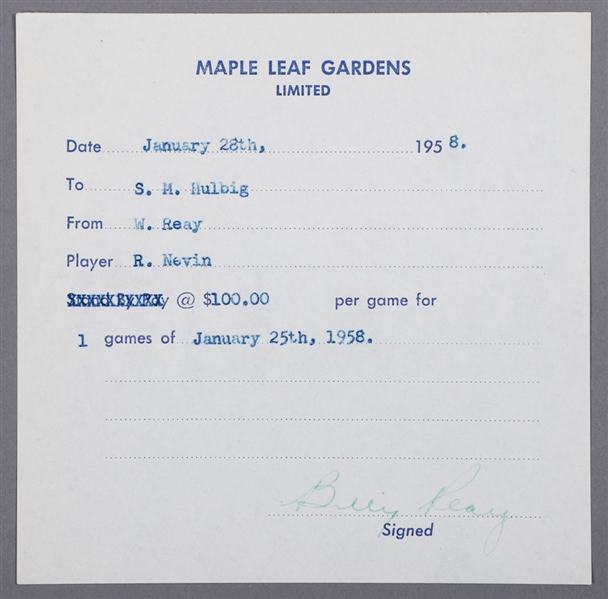 MAPLE LEAF GARDENS
LIMITED
Date January 28th, 1958.
To S. M. Hulbig
From W. Reay
Player R. Nevin
@ $100.00 per game for
1 games of January 25th, 1958.
Billy Reay
Signed